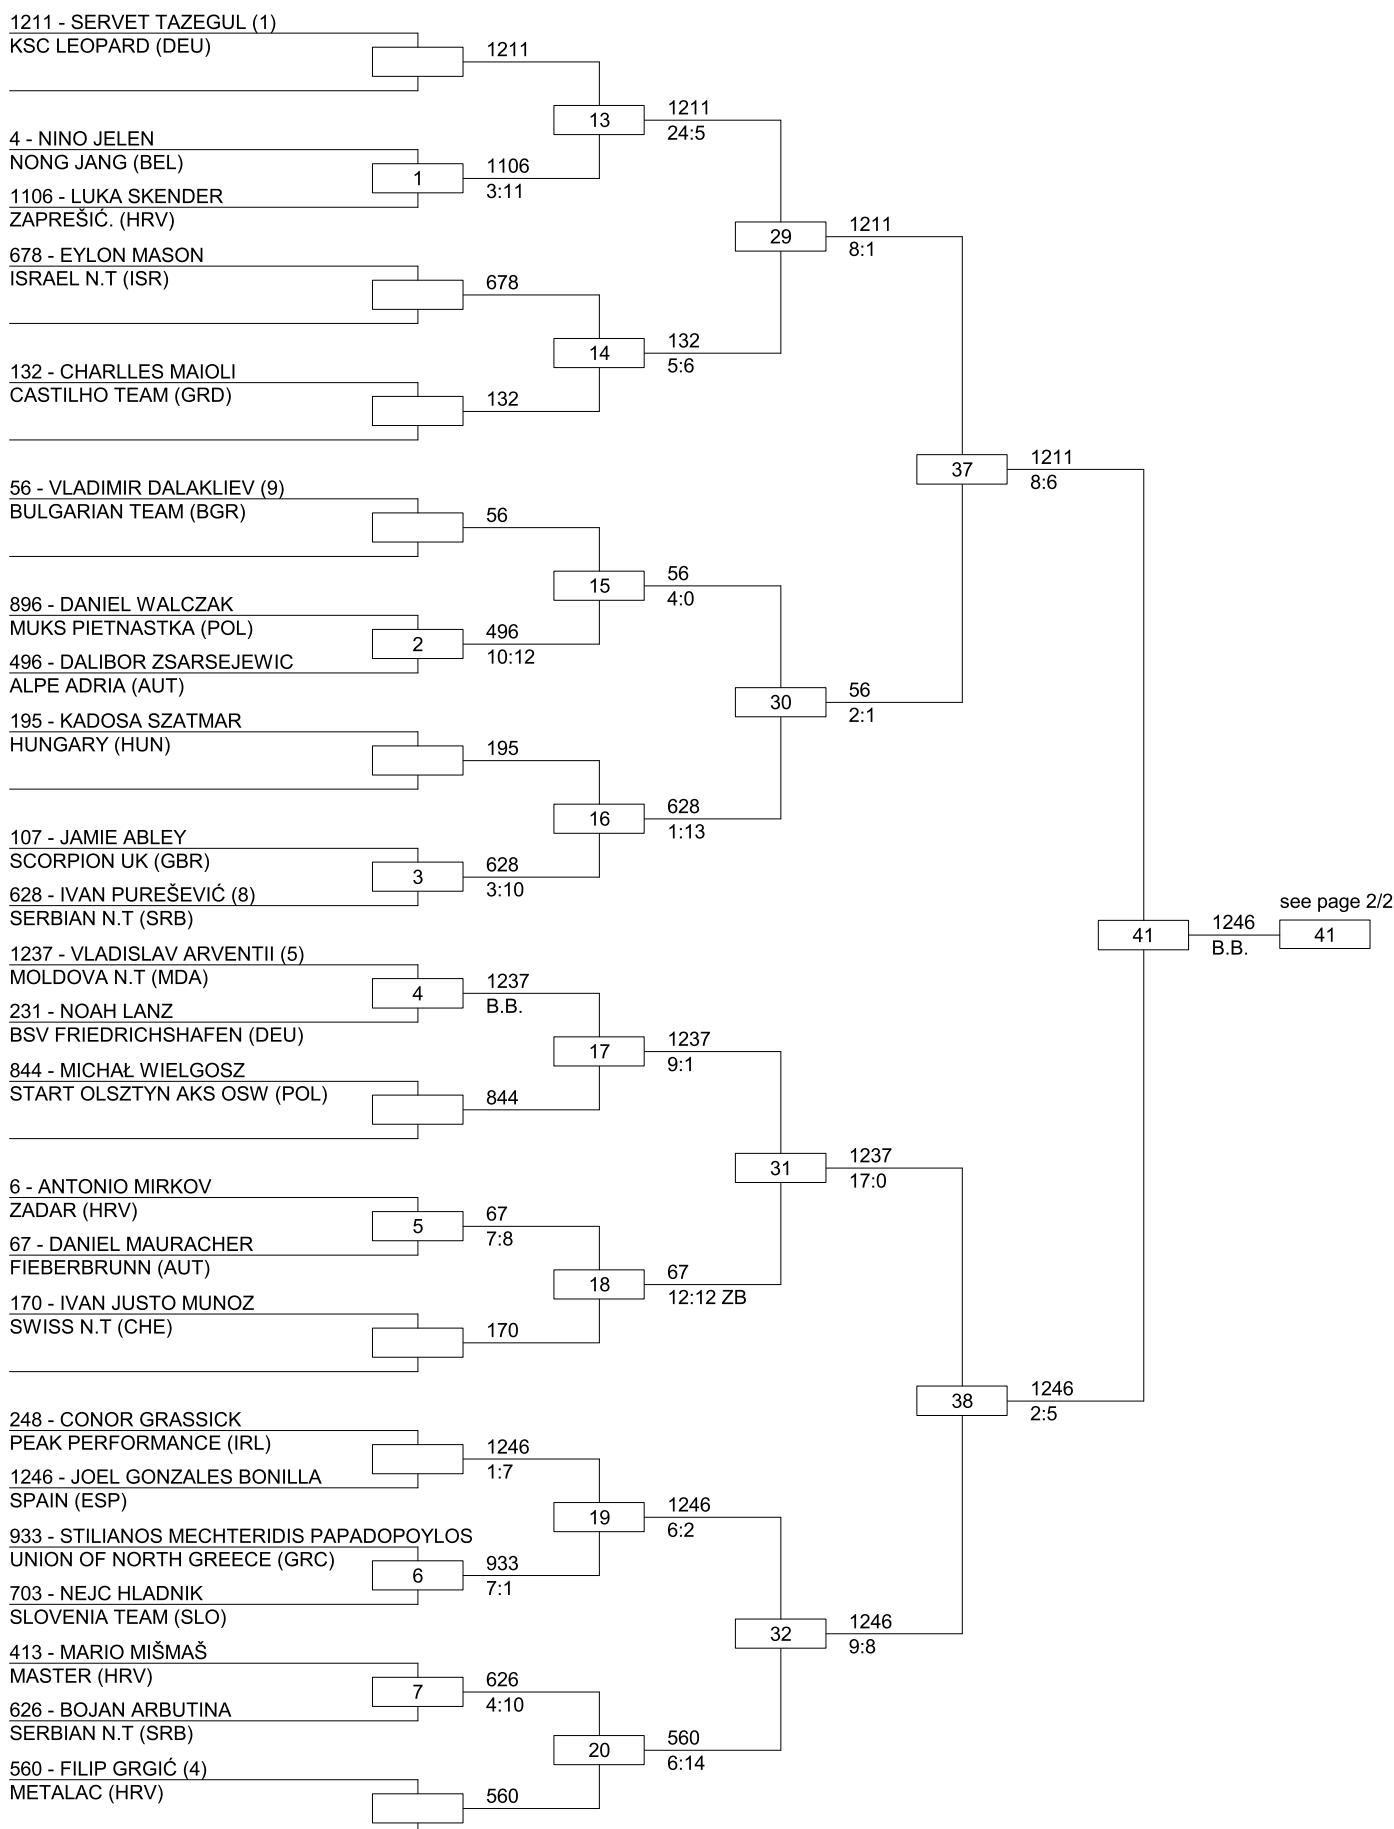 1211 - SERVET TAZEGUL (1)
KSC LEOPARD (DEU)
1211
13
1211
24:5
4 - NINO JELEN
NONG JANG (BEL)
1
1106
3:11
1106 - LUKA SKENDER
ZAPREŠIĆ. (HRV)
29
1211
8:1
678 - EYLON MASON
ISRAEL N.T (ISR)
678
14
132
5:6
132 - CHARLLES MAIOLI
CASTILHO TEAM (GRD)
132
37
1211
8:6
56 - VLADIMIR DALAKLIEV (9)
BULGARIAN TEAM (BGR)
56
15
56
4:0
896 - DANIEL WALCZAK
MUKS PIETNASTKA (POL)
2
496
10:12
496 - DALIBOR ZSARSEJEWIC
ALPE ADRIA (AUT)
30
56
2:1
195 - KADOSA SZATMAR
HUNGARY (HUN)
195
16
628
1:13
107 - JAMIE ABLEY
SCORPION UK (GBR)
3
628
3:10
628 - IVAN PUREŠEVIĆ (8)
SERBIAN N.T (SRB)
see page 2/2
41
1246
B.B.
41
1237 - VLADISLAV ARVENTII (5)
MOLDOVA N.T (MDA)
4
1237
B.B.
231 - NOAH LANZ
BSV FRIEDRICHSHAFEN (DEU)
17
1237
9:1
844 - MICHAŁ WIELGOSZ
START OLSZTYN AKS OSW (POL)
844
31
1237
17:0
6 - ANTONIO MIRKOV
ZADAR (HRV)
5
67
7:8
67 - DANIEL MAURACHER
FIEBERBRUNN (AUT)
18
67
12:12 ZB
170 - IVAN JUSTO MUNOZ
SWISS N.T (CHE)
170
38
1246
2:5
248 - CONOR GRASSICK
PEAK PERFORMANCE (IRL)
1246
1:7
1246 - JOEL GONZALES BONILLA
SPAIN (ESP)
19
1246
6:2
933 - STILIANOS MECHTERIDIS PAPADOPOYLOS
UNION OF NORTH GREECE (GRC)
6
933
7:1
703 - NEJC HLADNIK
SLOVENIA TEAM (SLO)
32
1246
9:8
413 - MARIO MIŠMAŠ
MASTER (HRV)
7
626
4:10
626 - BOJAN ARBUTINA
SERBIAN N.T (SRB)
20
560
6:14
560 - FILIP GRGIĆ (4)
METALAC (HRV)
560